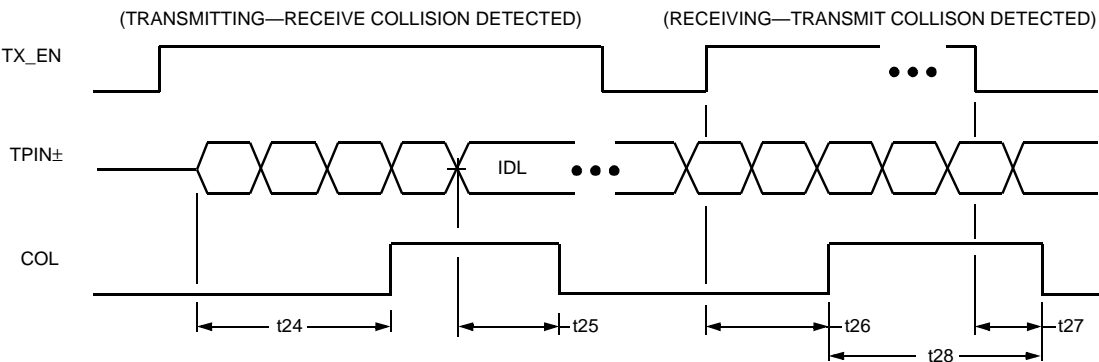 (TRANSMITTING—RECEIVE COLLISION DETECTED)
(RECEIVING—TRANSMIT COLLISON DETECTED)
TX_EN
TPIN±
IDL
COL
t24
t25
t26
t27
t28